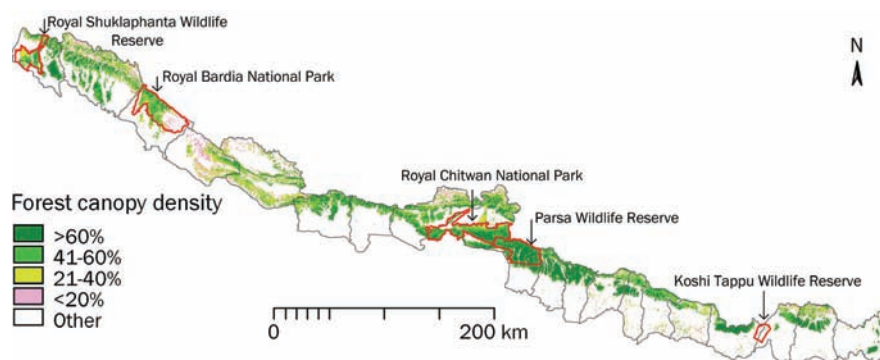 Royal Shuklaphanta Wildlife
Reserve
Royal Bardia National Park
N
Royal Chitwan National Park
Parsa Wildlife Reserve
Koshi Tappu Wildlife Reserve
Forest canopy density
>60%
41-60%
21-40%
<20%
Other
0
200 km